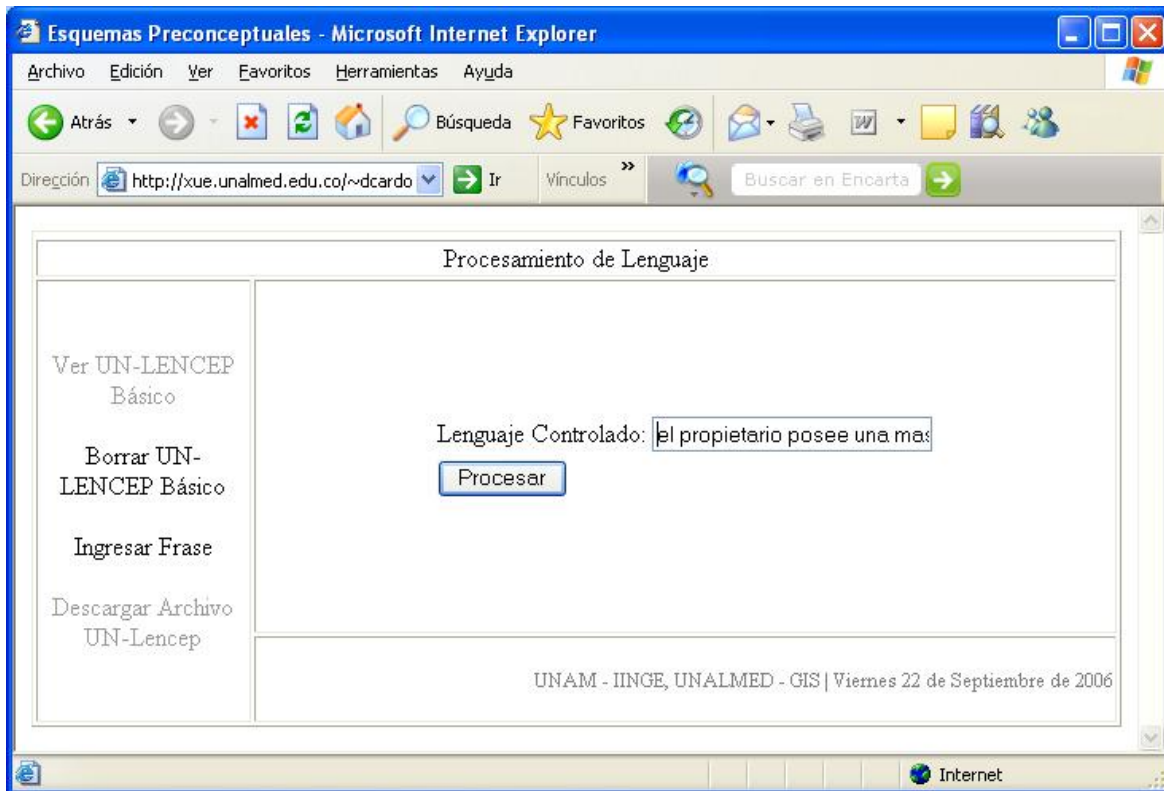 Esquemas Preconceptuales - Microsoft Internet Explorer
Archivo Edición Ver Favoritos Herramientas Ayuda
Atrás Búsqueda Favoritos
Dirección http://xue.unalmed.edu.co/~dcardo Ir Vínculos » Buscar en Encarta
Procesamiento de Lenguaje
Ver UN-LENCEP
Básico
Borrar UN-
LENCEP Básico
Ingresar Frase
Descargar Archivo
UN-Lencep
Lenguaje Controlado: el propietario posee una mas
Procesar
UNAM - IINGE, UNALMED - GIS | Viernes 22 de Septiembre de 2006
Internet